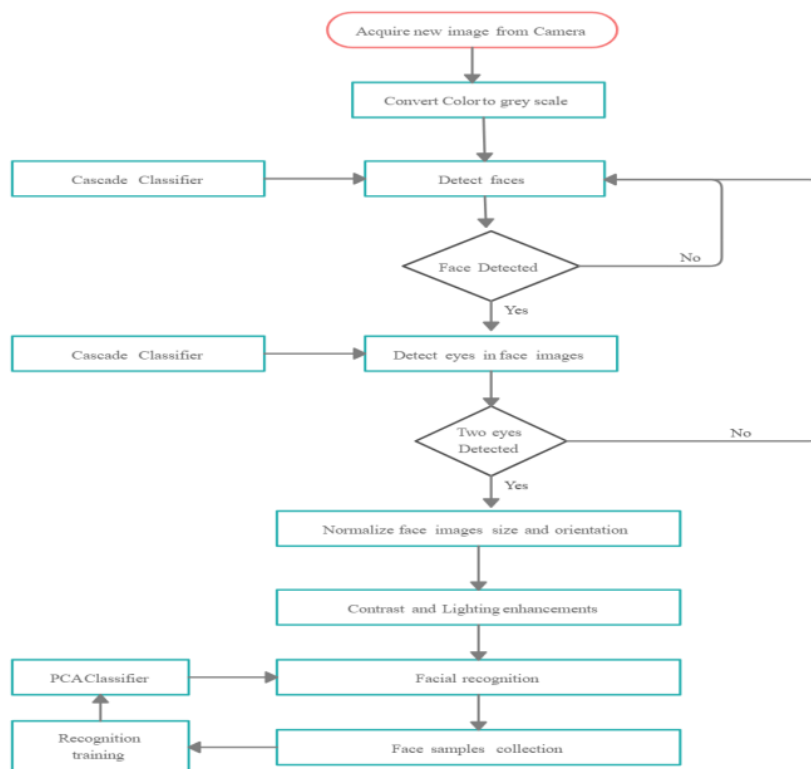 Acquire new image from Camera
Convert Color to grey scale
Cascade Classifier
Detect faces
Face Detected
No
Yes
Cascade Classifier
Detect eyes in face images
Two eyes
Detected
No
Yes
Normalize face images size and orientation
Contrast and Lighting enhancements
PCA Classifier
Facial recognition
Recognition
training
Face samples collection